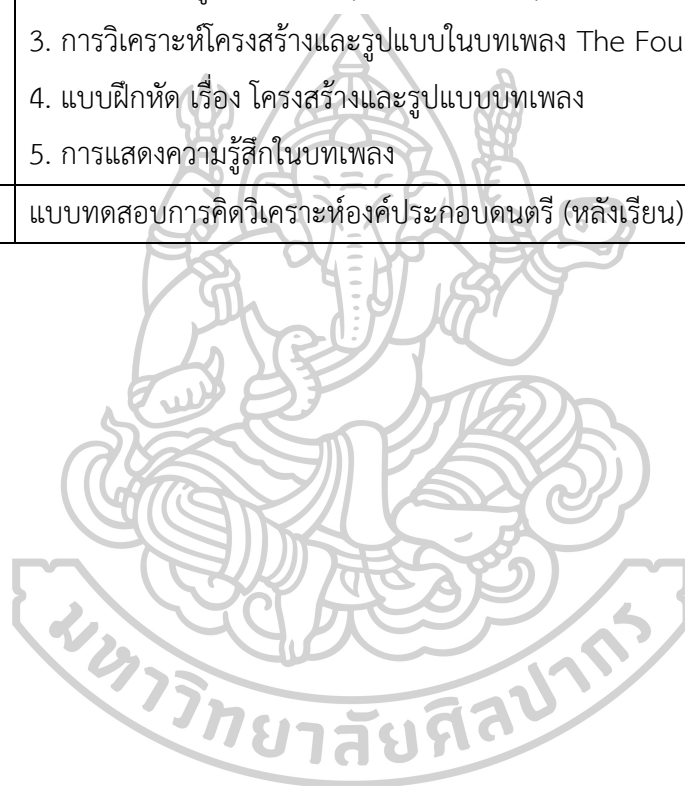 3. การวิเคราะห์โครงสร้างและรูปแบบในบทเพลง The Fou
4. แบบฝึกหัด เรื่อง โครงสร้างและรูปแบบบทเพลง
5. การแสดงความรู้สึกในบทเพลง
แบบทดสอบการคิดวิเคราะห์องค์ประกอบดนตรี (หลังเรียน)
มหาวิทยาลัยศิลปากร